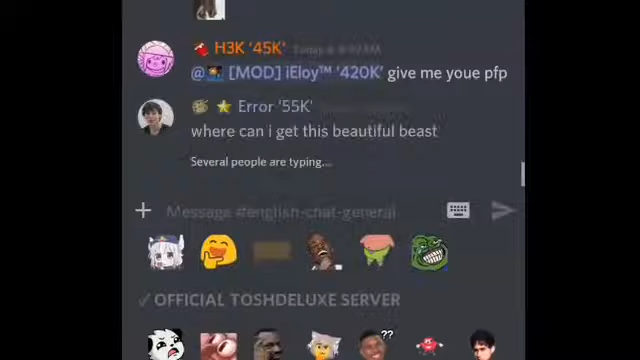 H3K '45K'
@ [MOD] iEloy™ '420K' give me youe pfp
Error '55K'
where can i get this beautiful beast
Several people are typing...
Message #english-chat-general
✓ OFFICIAL TOSHDELUXE SERVER
??